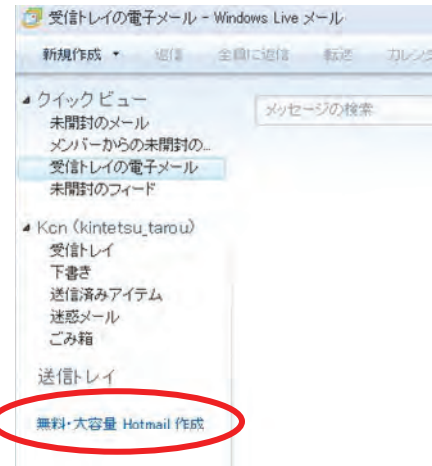 受信トレイの電子メール - Windows Live メール
新規作成 返信 全員に返信 転送 カレンダ
クイック ビュー
メッセージの検索
未開封のメール
メンバーからの未開封の...
受信トレイの電子メール
未開封のフィード
Kcn (kintetsu_tarou)
受信トレイ
下書き
送信済みアイテム
迷惑メール
ごみ箱
送信トレイ
無料・大容量 Hotmail 作成